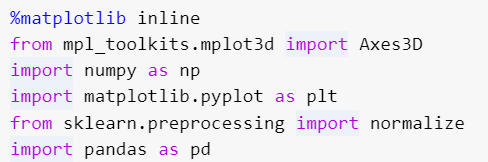 %matplotlib inline
from mpl_toolkits.mplot3d import Axes3D
import numpy as np
import matplotlib.pyplot as plt
from sklearn.preprocessing import normalize
import pandas as pd